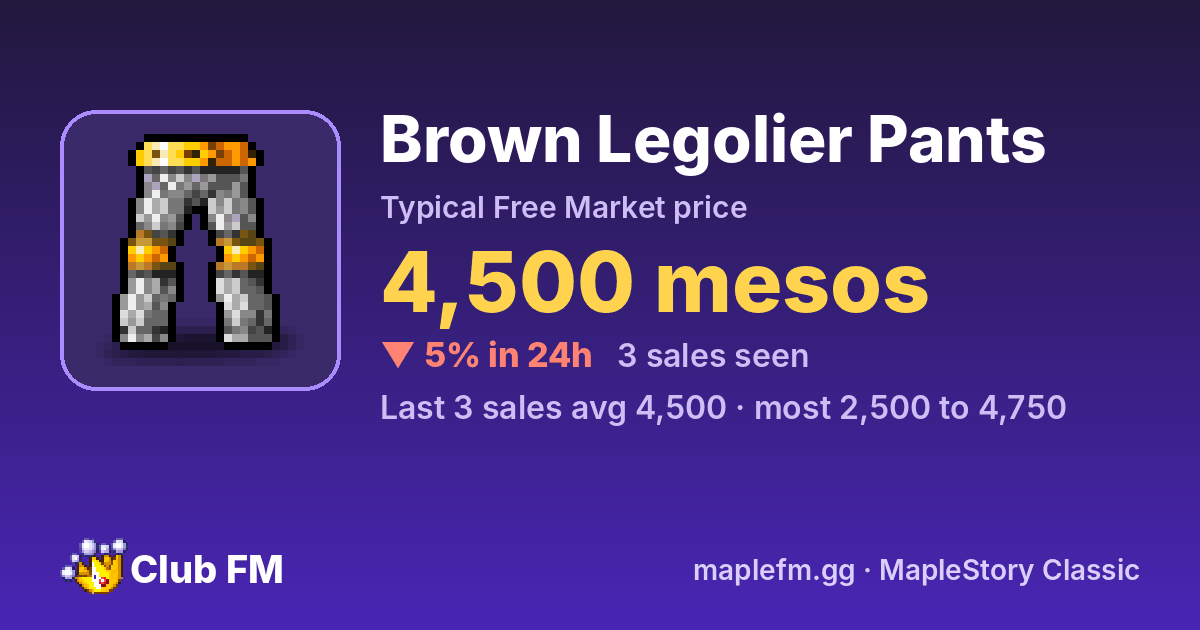 Brown Legolier Pants
Typical Free Market price
4,500 mesos
▼ 5% in 24h 3 sales seen
Last 3 sales avg 4,500 · most 2,500 to 4,750
Club FM
maplefm.gg · MapleStory Classic